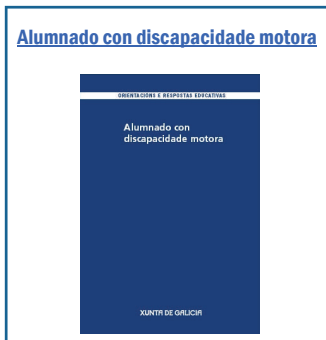 Alumnado con discapacidade motora
ORIENTACIÓNS E RESPOSTAS EDUCATIVAS
Alumnado con
discapacidade motora
XUNTA DE GALICIA